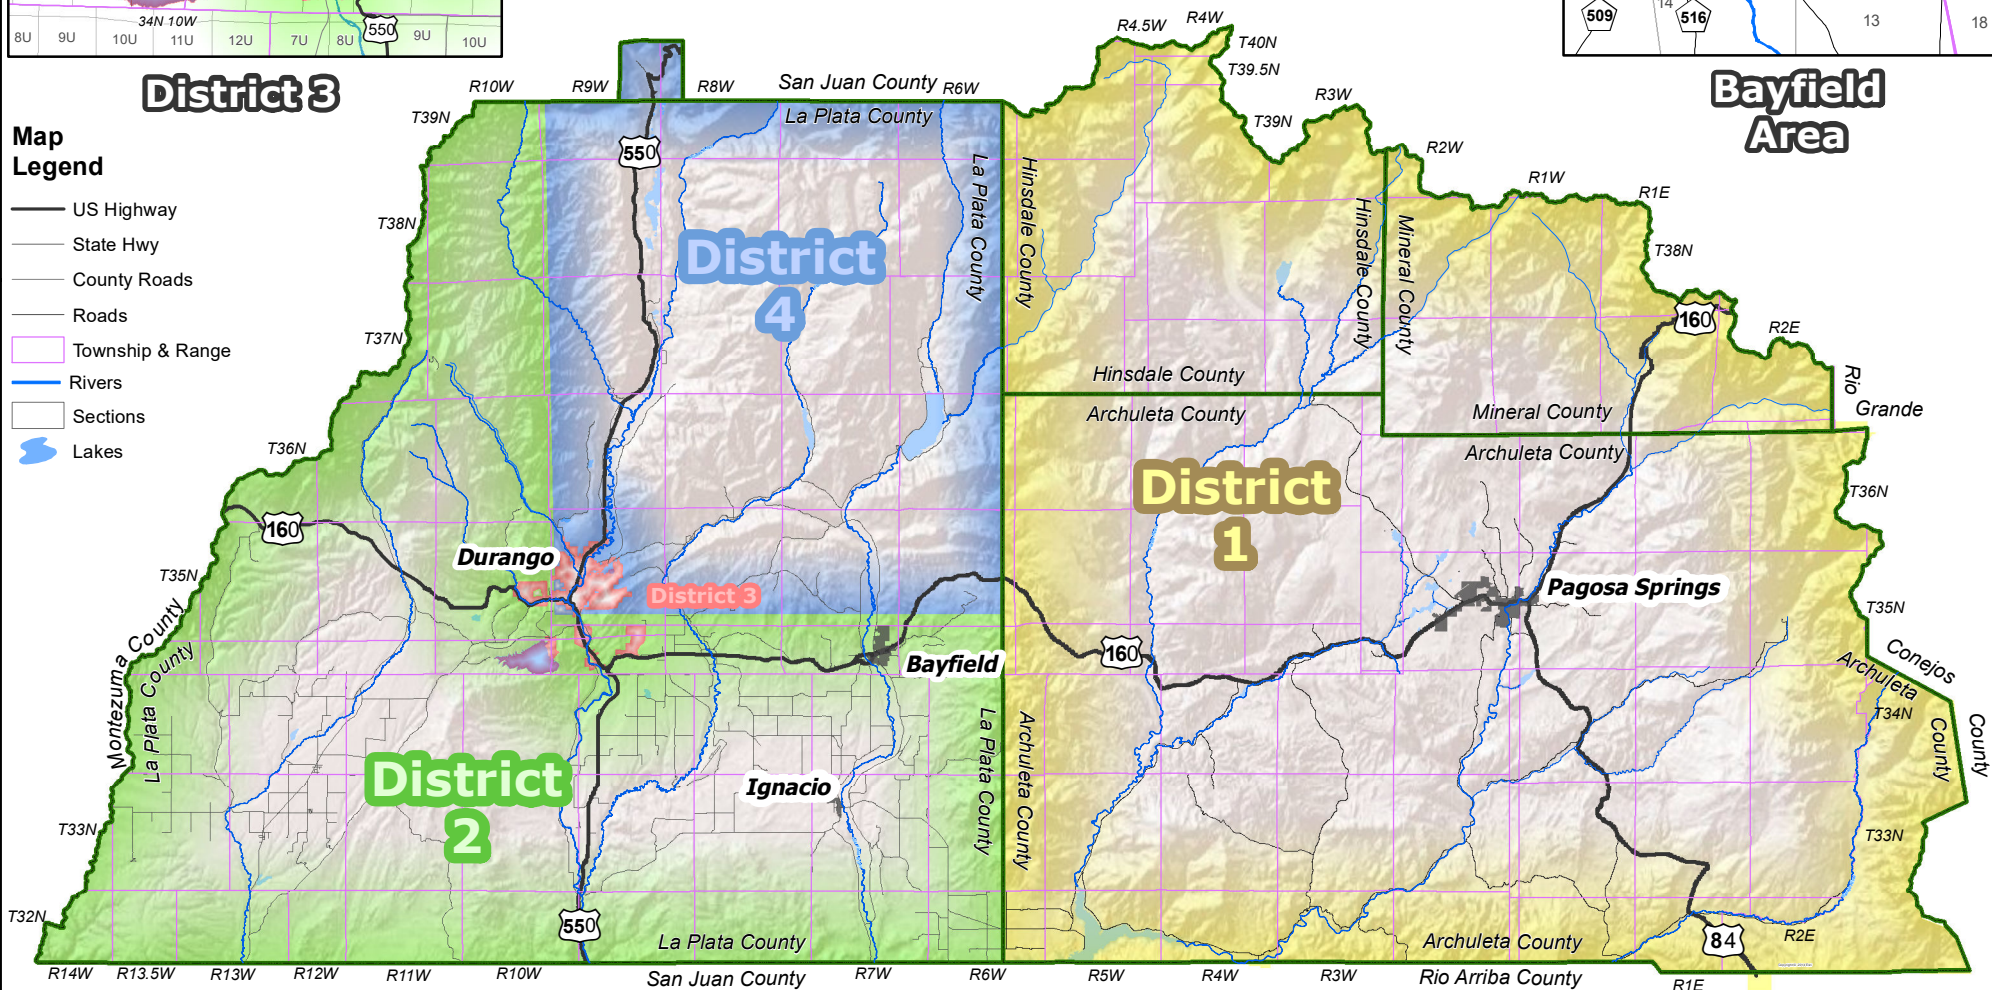 34N 10W
8U
9U
10U
11U
12U
7U
8U
550
9U
10U
District 3
509
14
516
13
18
Bayfield
Area
Map
Legend
US Highway
State Hwy
County Roads
Roads
Township & Range
Rivers
Sections
Lakes
R10W
R9W
R8W
San Juan County
R6W
La Plata County
R4.5W
R4W
T40N
T39.5N
R3W
T39N
T39N
R2W
R1W
R1E
T38N
T38N
550
La Plata County
Hinsdale County
Hinsdale County
Mineral County
District
4
160
R2E
T37N
Hinsdale County
Archuleta County
Mineral County
Archuleta County
Rio
Grande
T36N
T36N
160
District
1
Durango
District 3
Pagosa Springs
T35N
T35N
Montezuma County
La Plata County
160
Bayfield
Conejos
County
Archuleta
County
T34N
La Plata County
Archuleta County
District
2
Ignacio
T33N
T33N
T32N
550
La Plata County
San Juan County
Archuleta County
Rio Arriba County
84
R2E
R14W
R13.5W
R13W
R12W
R11W
R10W
R7W
R6W
R5W
R4W
R3W
R1E